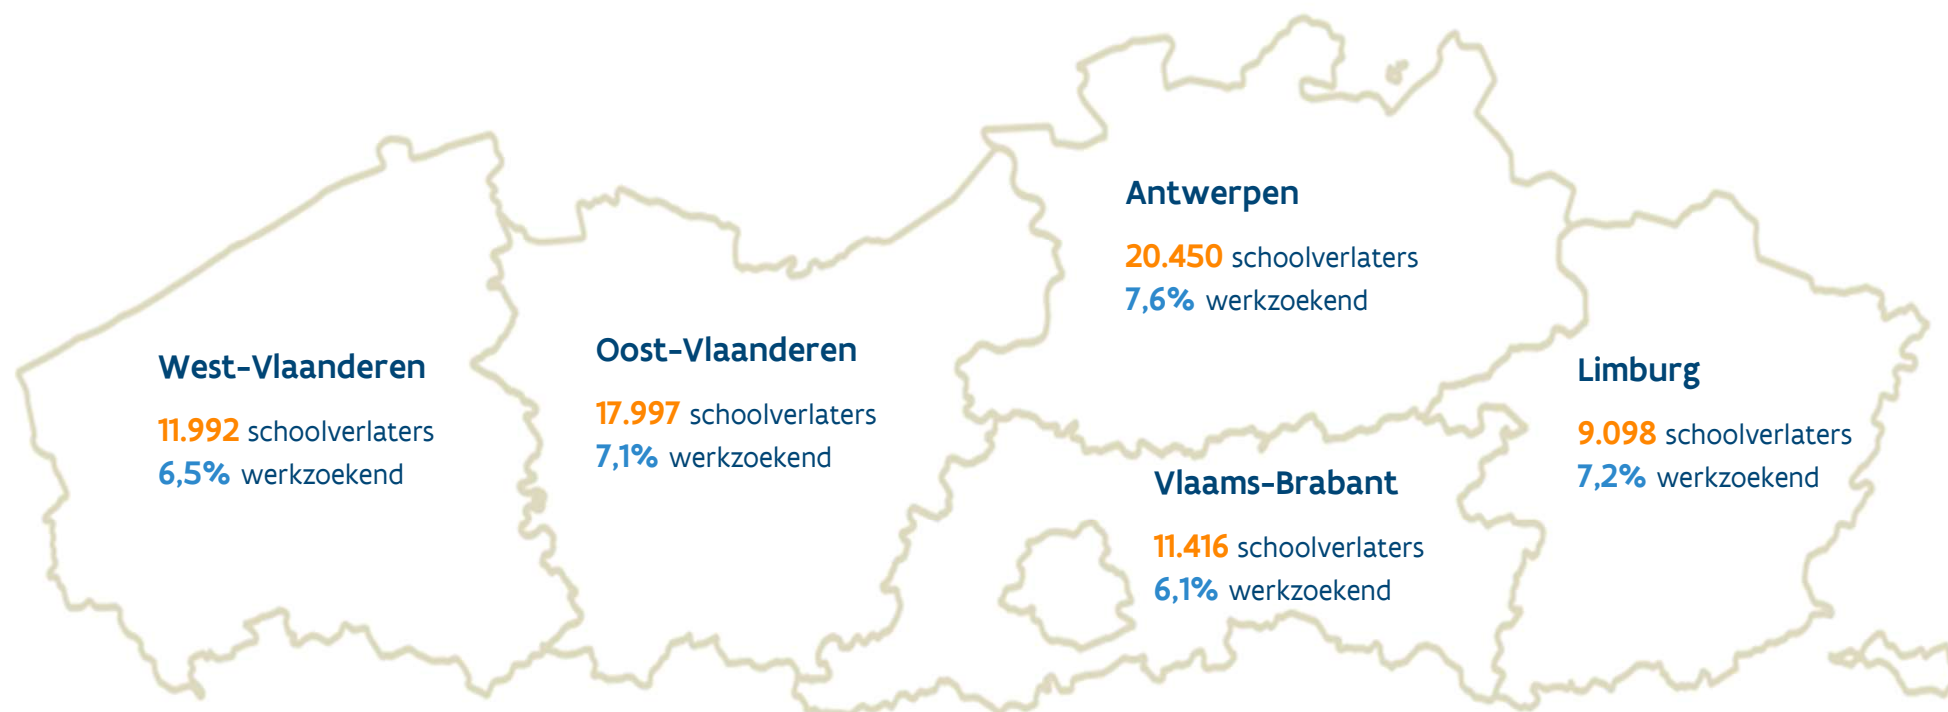 West-Vlaanderen
11.992 schoolverlaters
6,5% werkzoekend
Oost-Vlaanderen
17.997 schoolverlaters
7,1% werkzoekend
Antwerpen
20.450 schoolverlaters
7,6% werkzoekend
Vlaams-Brabant
11.416 schoolverlaters
6,1% werkzoekend
Limburg
9.098 schoolverlaters
7,2% werkzoekend